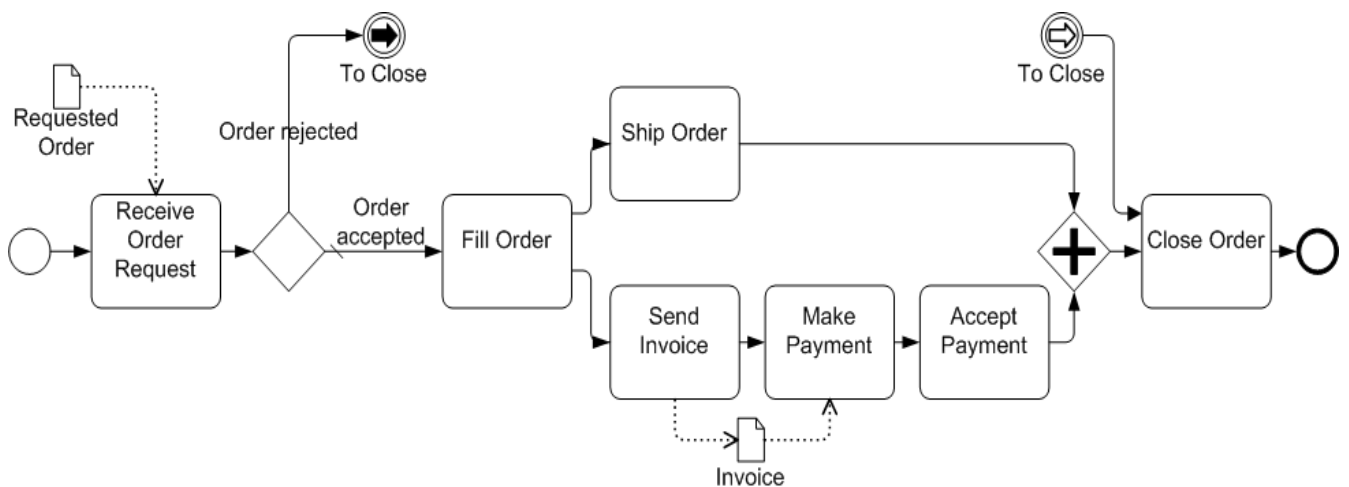 To Close
To Close
Requested
Order
Order rejected
Ship Order
Receive
Order
Request
Order
accepted
Fill Order
Close Order
Send
Invoice
Make
Payment
Accept
Payment
Invoice